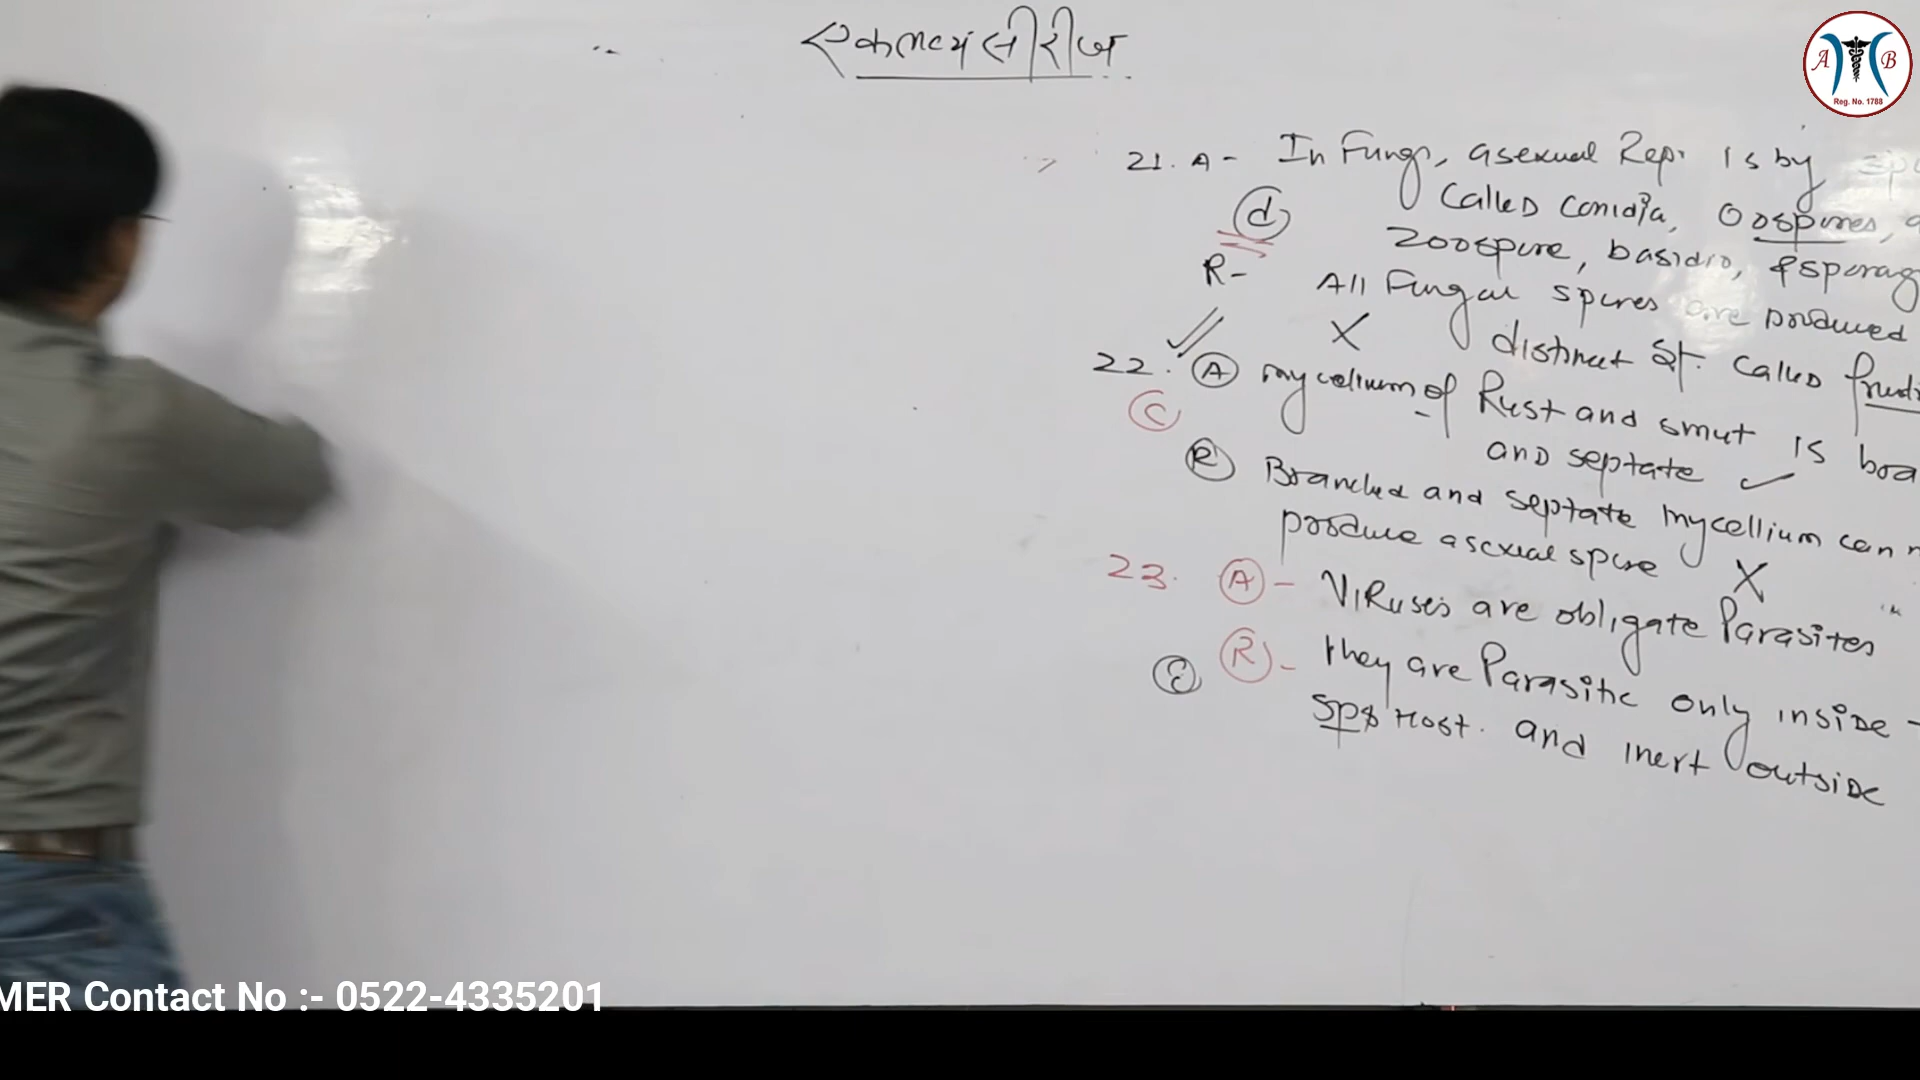 एकलव्य सीरीज
A B
Reg. No. 1788
21. A - In Fungi, asexual Rep. is by
called conidia, Oospores,
(d)
zoospore, basidio,
R- All Fungal spores are produced
X
distinct st. called
22. (A) mycelium of Rust and smut is
and septate ✓
(C)
(R) Branched and septate mycellium can
produce asexual spore X
23. (A) - Viruses are obligate Parasites
(R) - they are Parasitic only inside -
sps Host. and inert outside
MER Contact No :- 0522-4335201